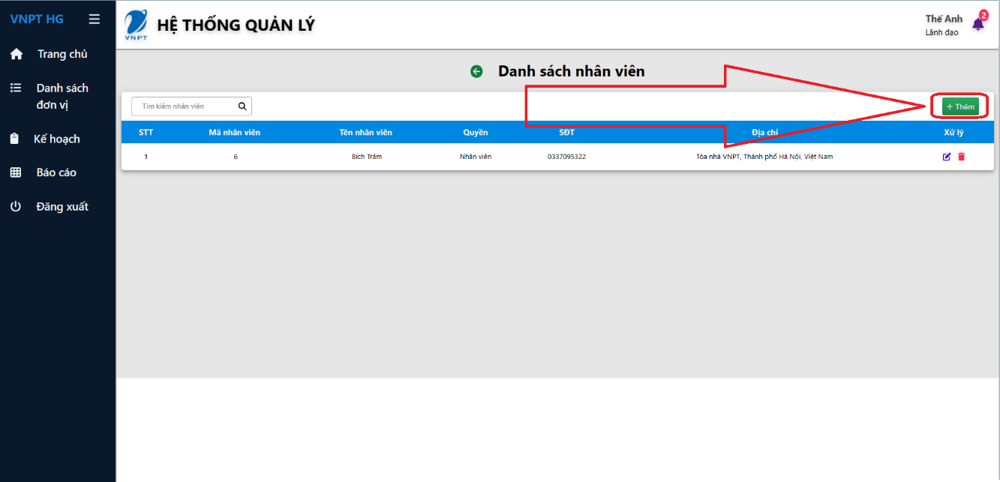 VNPT HG
VNPT
HỆ THỐNG QUẢN LÝ
Thế Anh
Lãnh đạo
2
Trang chủ
Danh sách
đơn vị
Kế hoạch
Báo cáo
Đăng xuất
Danh sách nhân viên
Tìm kiếm nhân viên
+ Thêm
STT Mã nhân viên Tên nhân viên Quyền SĐT Địa chỉ Xử lý
1 6 Bích Trâm Nhân viên 0337095322 Tòa nhà VNPT, Thành phố Hà Nội, Việt Nam